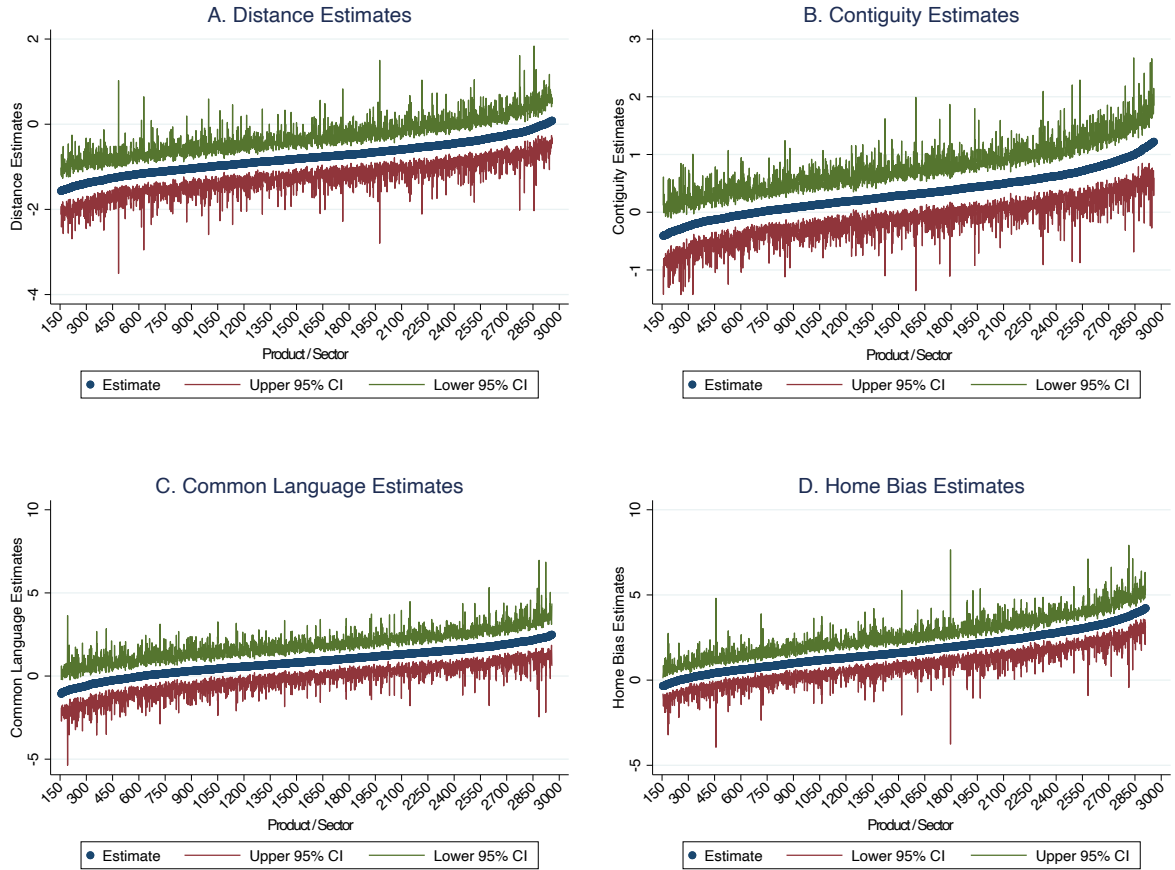 A. Distance Estimates
Distance Estimates
2
0
-2
-4
150 300 450 600 750 900 1050 1200 1350 1500 1650 1800 1950 2100 2250 2400 2550 2700 2850 3000
Product / Sector
Estimate Upper 95% CI Lower 95% CI
B. Contiguity Estimates
Contiguity Estimates
3
2
1
0
-1
150 300 450 600 750 900 1050 1200 1350 1500 1650 1800 1950 2100 2250 2400 2550 2700 2850 3000
Product / Sector
Estimate Upper 95% CI Lower 95% CI
C. Common Language Estimates
Common Language Estimates
10
5
0
-5
150 300 450 600 750 900 1050 1200 1350 1500 1650 1800 1950 2100 2250 2400 2550 2700 2850 3000
Product / Sector
Estimate Upper 95% CI Lower 95% CI
D. Home Bias Estimates
Home Bias Estimates
10
5
0
-5
150 300 450 600 750 900 1050 1200 1350 1500 1650 1800 1950 2100 2250 2400 2550 2700 2850 3000
Product / Sector
Estimate Lower 95% CI Upper 95% CI